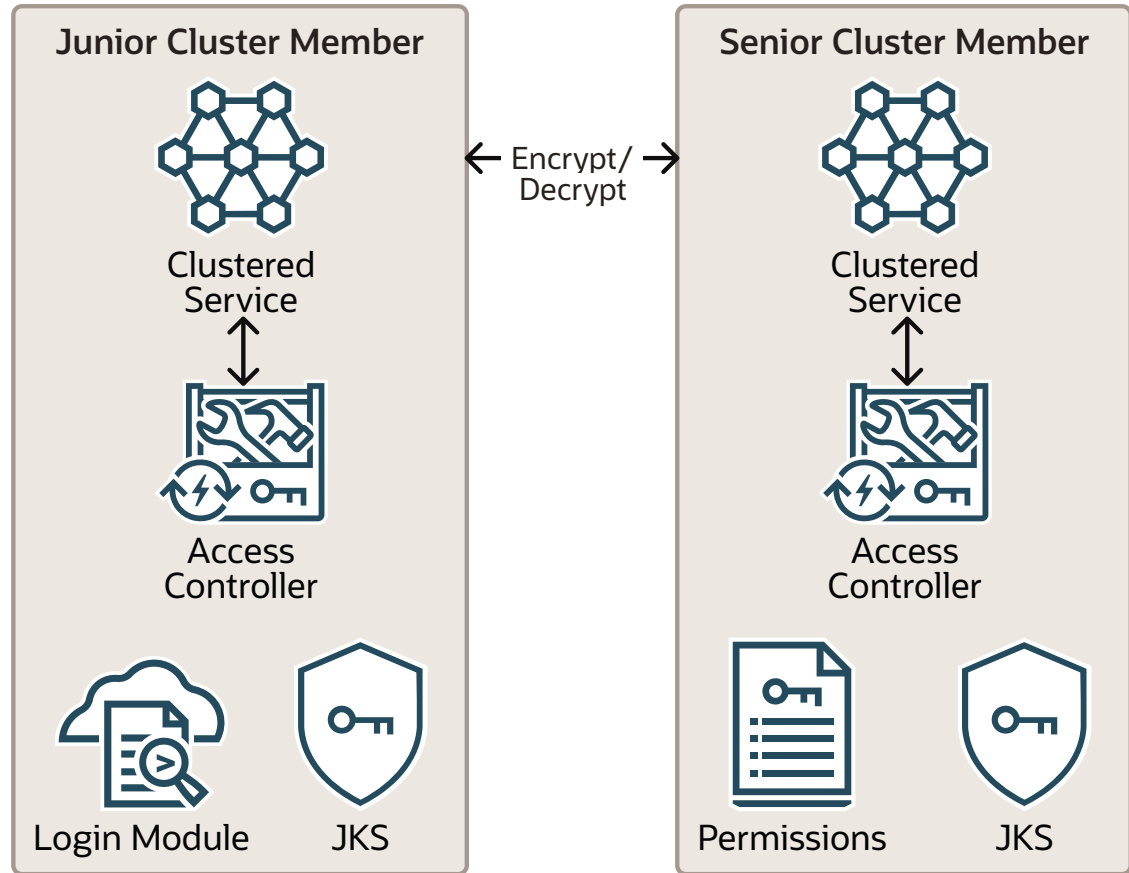 Junior Cluster Member
Clustered
Service
Access
Controller
Login Module
JKS
Encrypt/
Decrypt
Senior Cluster Member
Clustered
Service
Access
Controller
Permissions
JKS